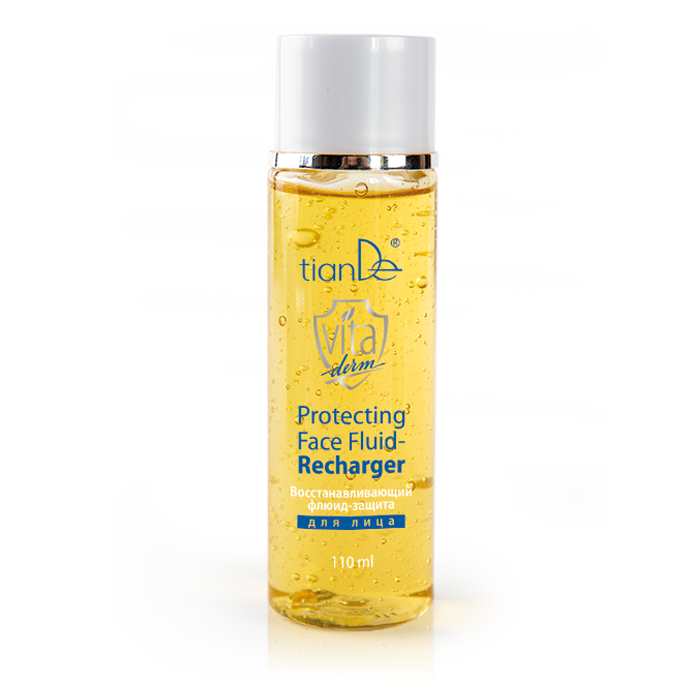 tianDe®
vita
derm
Protecting
Face Fluid-
Recharger
Восстанавливающий
флюид-защита
для лица
110 ml